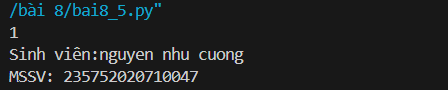 /bài 8/bai8_5.py"
1
Sinh viên:nguyen nhu cuong
MSSV: 235752020710047